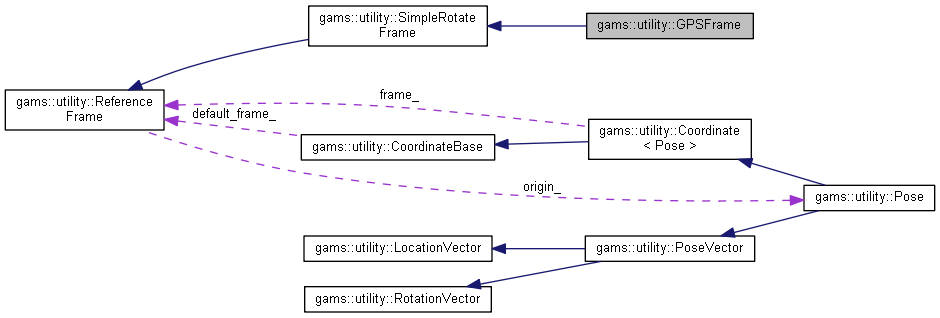 gams::utility::SimpleRotate
Frame
gams::utility::GPSFrame
gams::utility::Reference
Frame
frame_
default_frame_
gams::utility::Coordinate
< Pose >
gams::utility::CoordinateBase
origin_
gams::utility::Pose
gams::utility::LocationVector
gams::utility::PoseVector
gams::utility::RotationVector